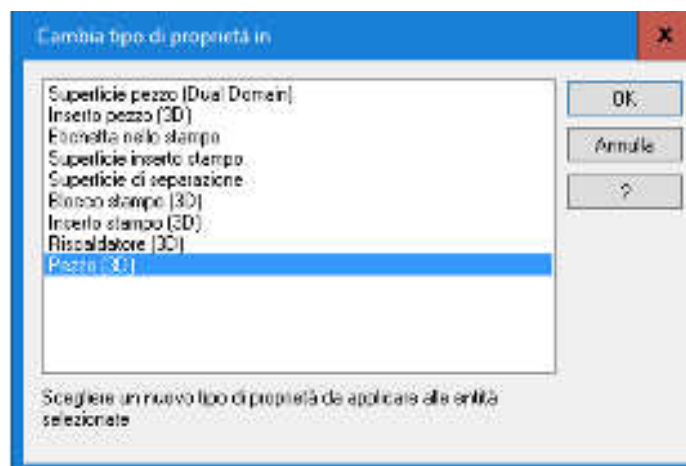 Cambia tipo di proprietà in
x
Superficie pezzo (Dual Domain)
Inserto pezzo (3D)
Etichetta nello stampo
Superficie inserto stampo
Superficie di separazione
Blocco stampo (3D)
Inserto stampo (3D)
Riscaldatore (3D)
Pezzo (3D)
OK
Annulla
?
Scegliere un nuovo tipo di proprietà da applicare alle entità
selezionate